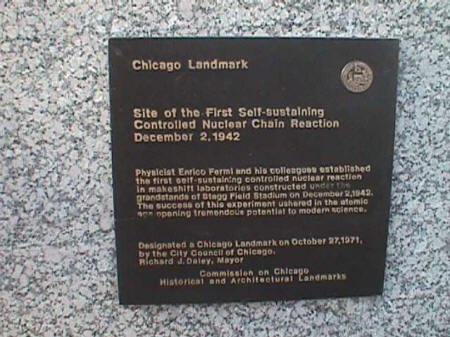 Chicago Landmark
Site of the First Self-sustaining
Controlled Nuclear Chain Reaction
December 2, 1942
Physicist Enrico Fermi and his colleagues established
the first self-sustaining controlled nuclear reaction
in makeshift laboratories constructed under the
grandstands of Stagg Field Stadium on December 2, 1942.
The success of this experiment ushered in the atomic
age opening tremendous potential to modern science.
Designated a Chicago Landmark on October 27, 1971,
by the City Council of Chicago.
Richard J. Daley, Mayor
Commission on Chicago
Historical and Architectural Landmarks